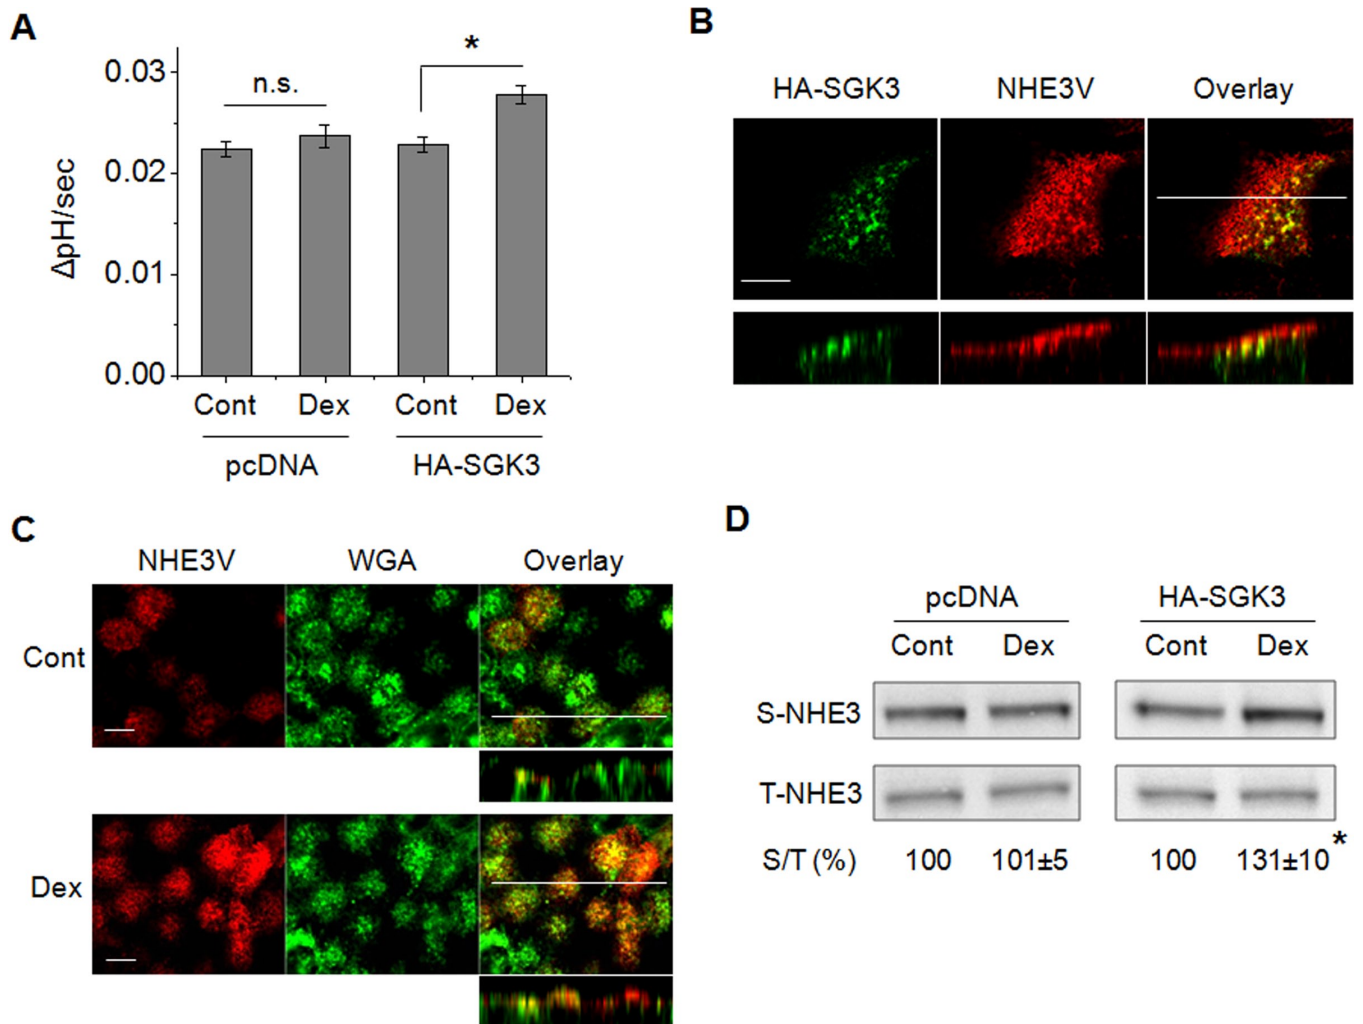 A
*
n.s.
0.03
0.02
0.01
0.00
ΔpH/sec
Cont Dex Cont Dex
pcDNA HA-SGK3
B
HA-SGK3 NHE3V Overlay
C
NHE3V WGA Overlay
Cont
Dex
D
pcDNA HA-SGK3
Cont Dex Cont Dex
S-NHE3
T-NHE3
S/T (%) 100 101±5 100 131±10*